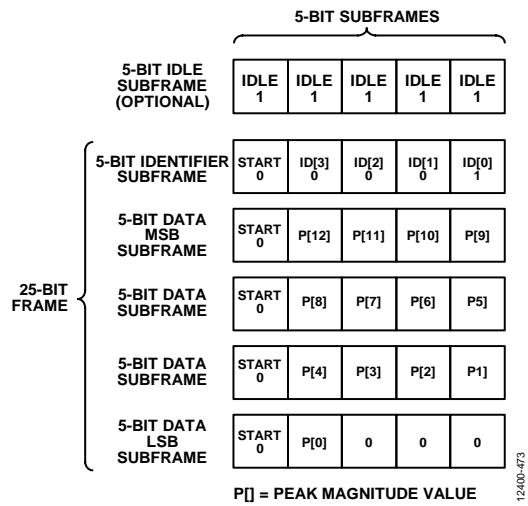 5-BIT SUBFRAMES
5-BIT IDLE
SUBFRAME
(OPTIONAL)
IDLE
1
IDLE
1
IDLE
1
IDLE
1
IDLE
1
25-BIT
FRAME
5-BIT IDENTIFIER
SUBFRAME
START
0
ID[3]
0
ID[2]
0
ID[1]
0
ID[0]
1
5-BIT DATA
MSB
SUBFRAME
START
0
P[12]
P[11]
P[10]
P[9]
5-BIT DATA
SUBFRAME
START
0
P[8]
P[7]
P[6]
P5]
5-BIT DATA
SUBFRAME
START
0
P[4]
P[3]
P[2]
P1]
5-BIT DATA
LSB
SUBFRAME
START
0
P[0]
0
0
0
P[] = PEAK MAGNITUDE VALUE
12400-473